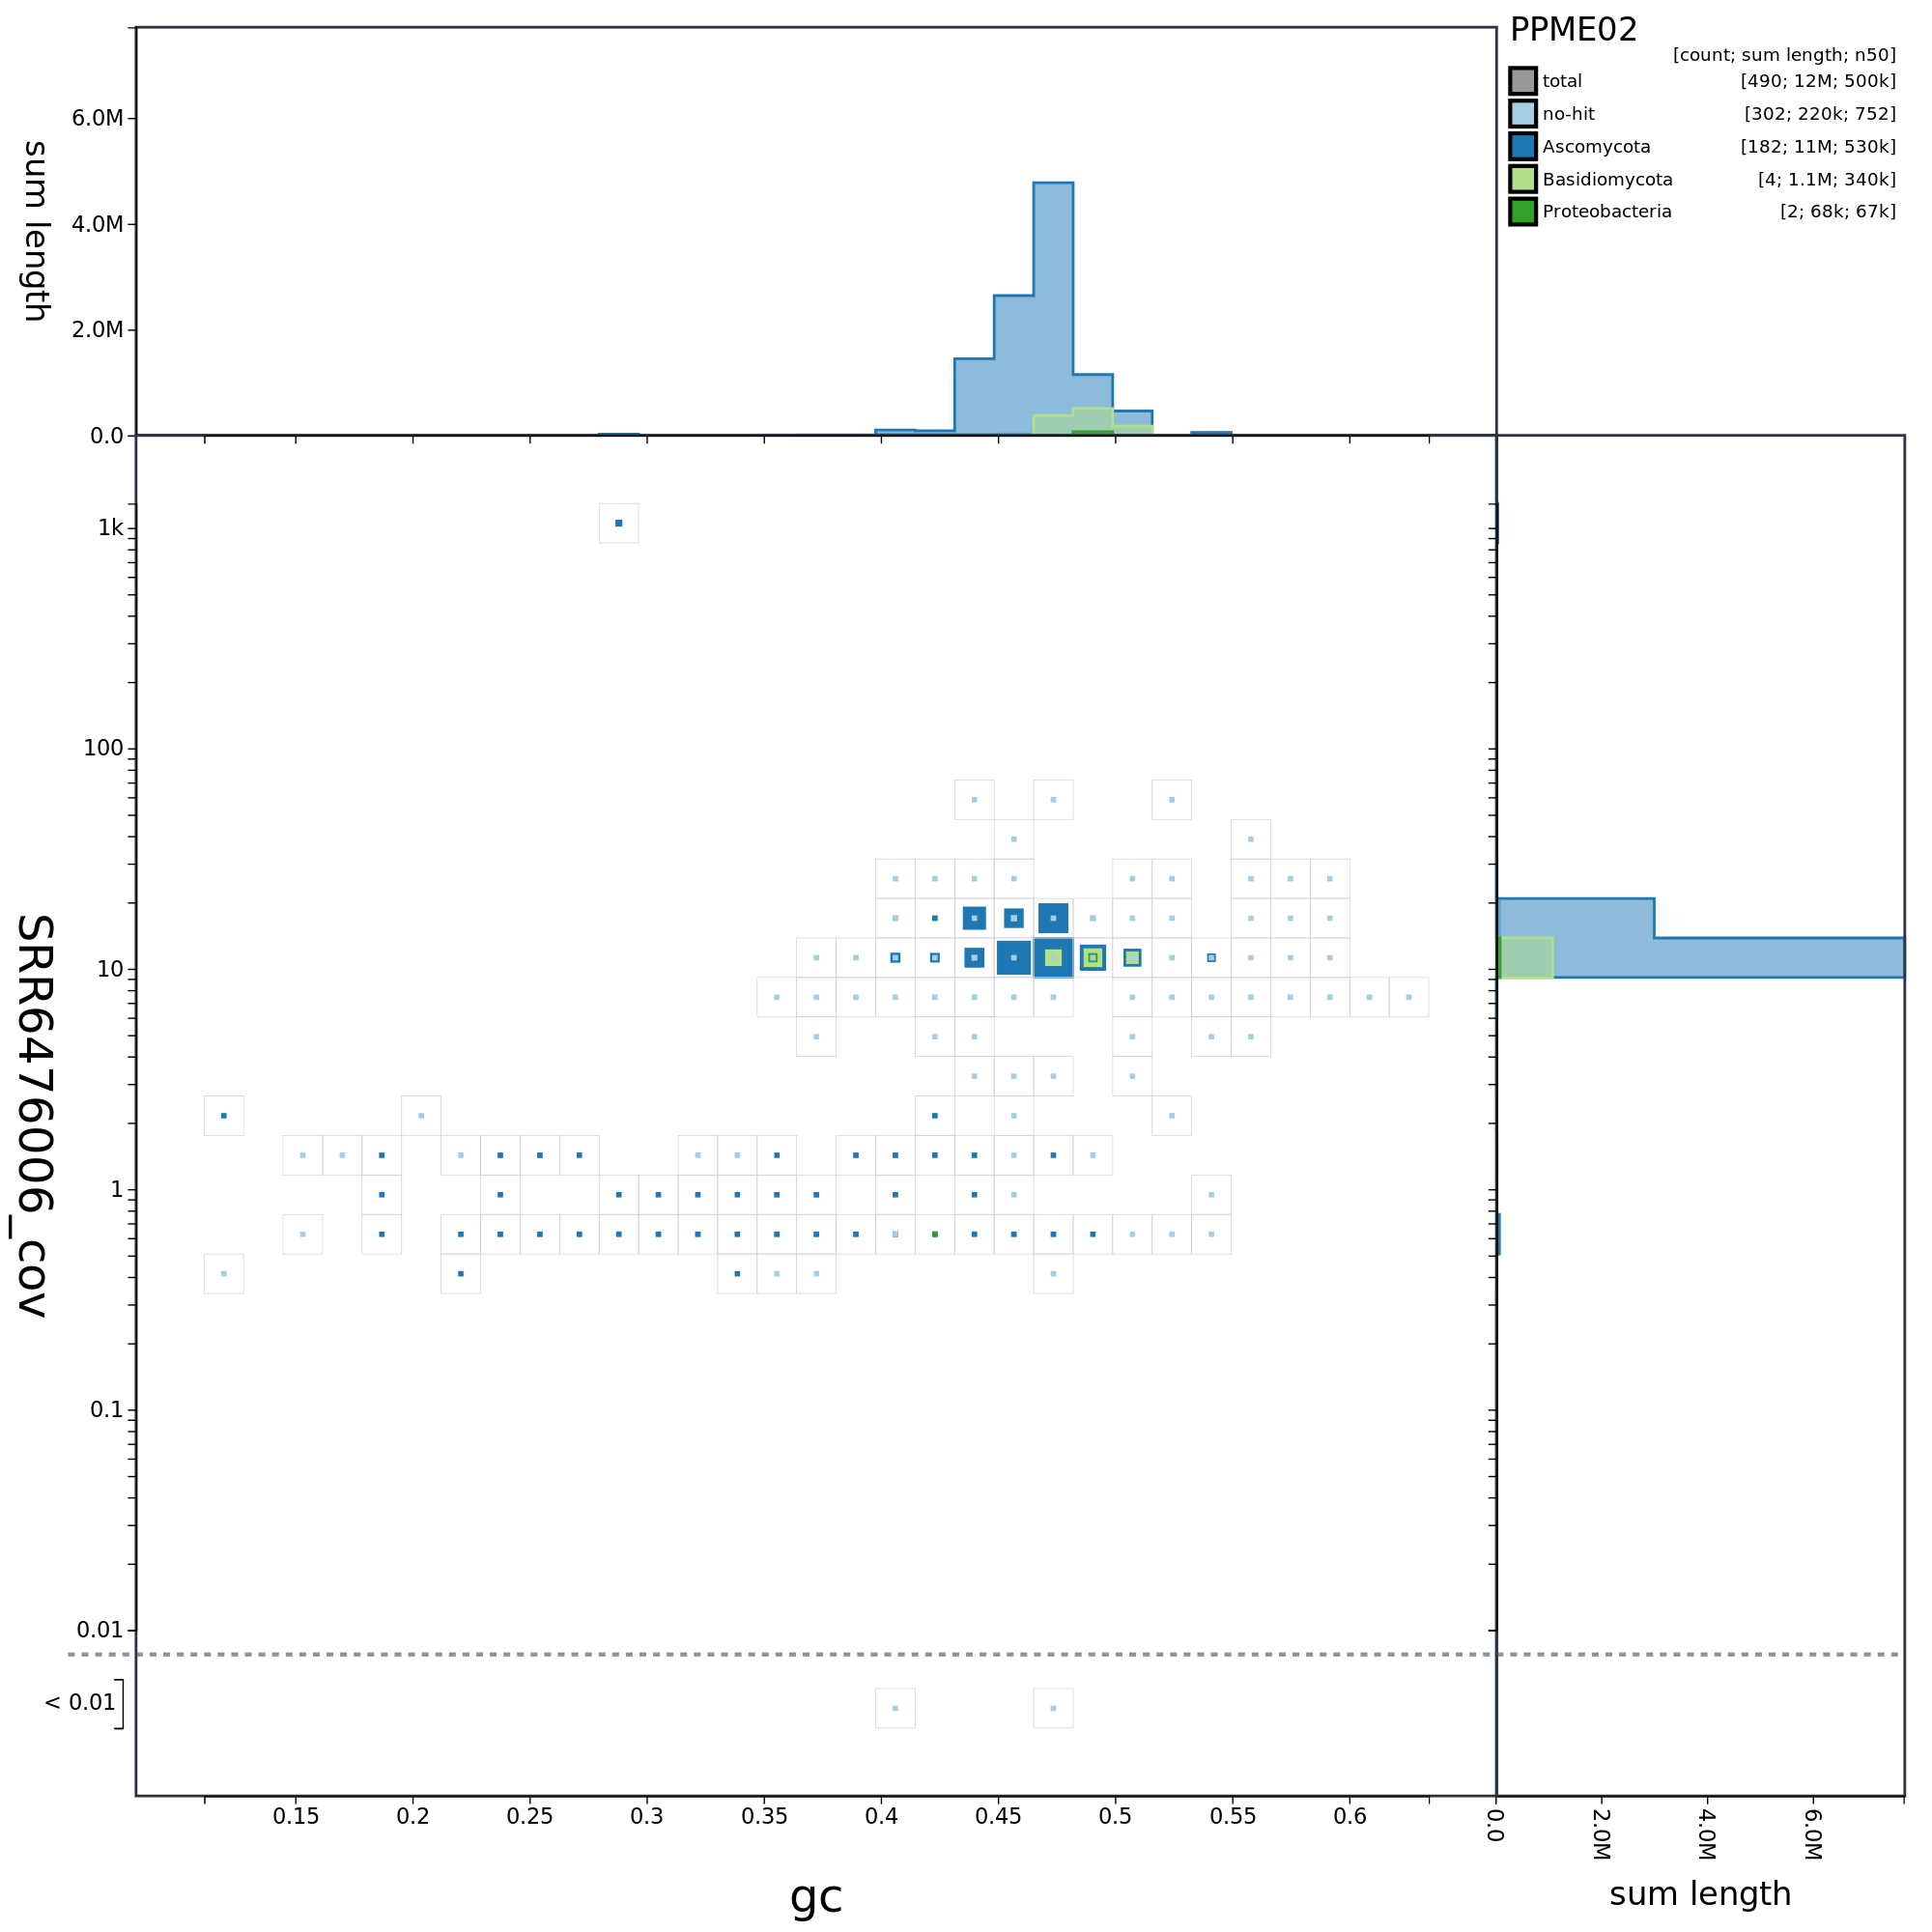 PPME02
[count; sum length; n50]
total [490; 12M; 500k]
no-hit [302; 220k; 752]
Ascomycota [182; 11M; 530k]
Basidiomycota [4; 1.1M; 340k]
Proteobacteria [2; 68k; 67k]
sum length
6.0M
4.0M
2.0M
0.0
SRR6476006_cov
1k
100
10
1
0.1
0.01
< 0.01
0.15 0.2 0.25 0.3 0.35 0.4 0.45 0.5 0.55 0.6
gc
0.0 2.0M 4.0M 6.0M
sum length